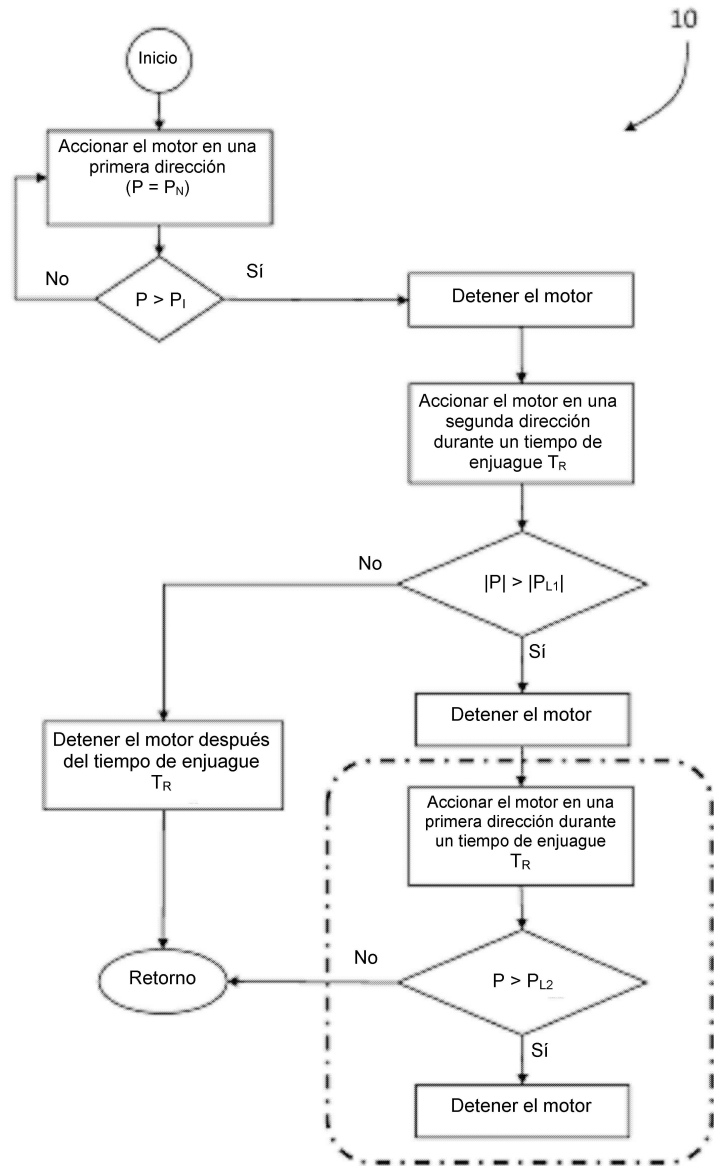 10
Inicio
Accionar el motor en una
primera dirección
(P = PN)
No
Sí
P > PI
Detener el motor
Accionar el motor en una
segunda dirección
durante un tiempo de
enjuague TR
No
|P| > |PL1|
Sí
Detener el motor
Detener el motor después
del tiempo de enjuague
TR
Accionar el motor en una
primera dirección durante
un tiempo de enjuague
TR
Retorno
No
P > PL2
Sí
Detener el motor